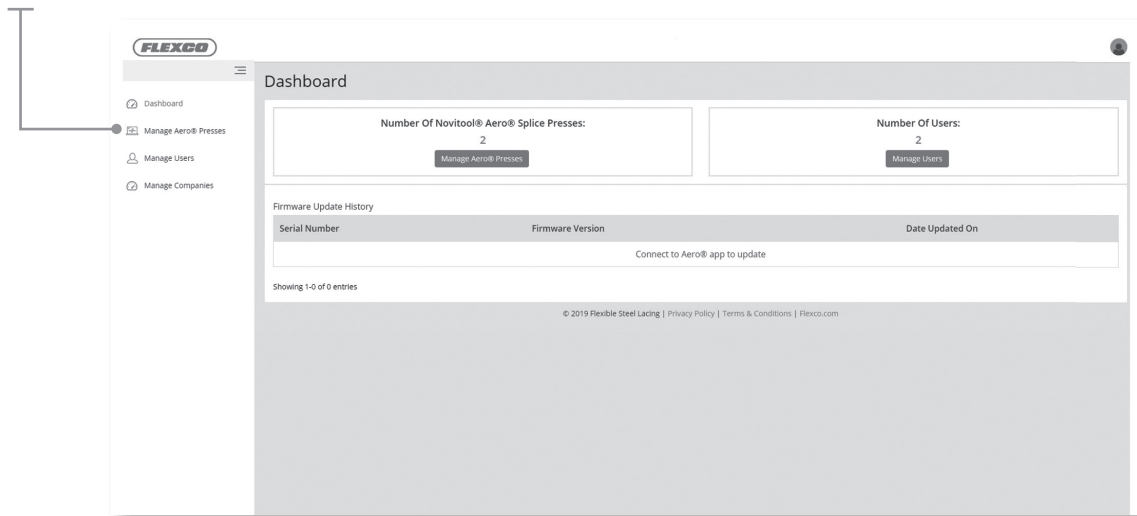 FLEXCO
Dashboard
Dashboard
Manage Aero® Presses
Manage Users
Manage Companies
Number Of Novitool® Aero® Splice Presses:
2
Manage Aero® Presses
Number Of Users:
2
Manage Users
Firmware Update History
Serial Number Firmware Version Date Updated On
Connect to Aero® app to update
Showing 1-0 of 0 entries
© 2019 Flexible Steel Lacing | Privacy Policy | Terms & Conditions | Flexco.com